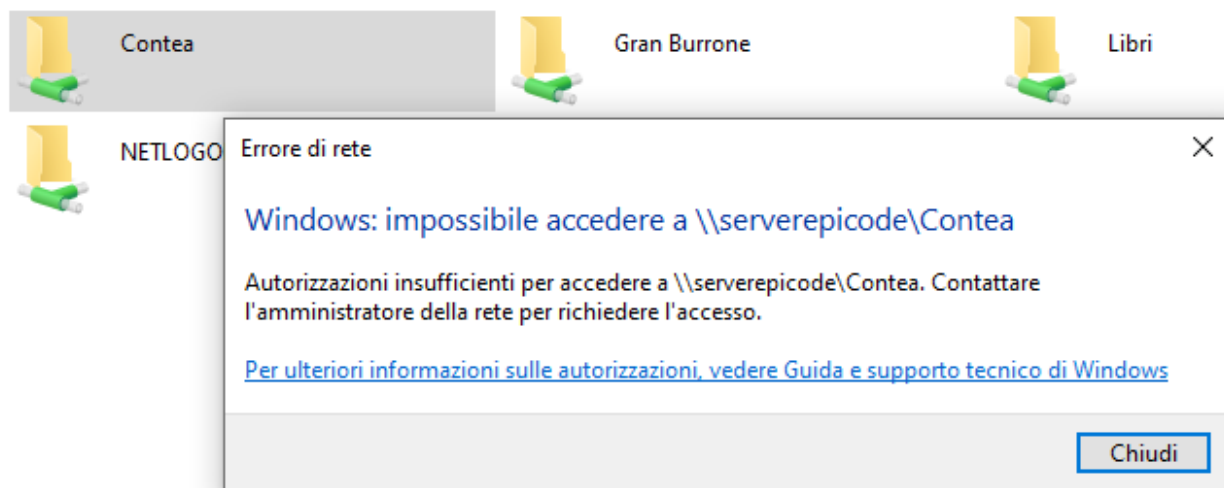 Contea
Gran Burrone
Libri
NETLOGO
Errore di rete
Windows: impossibile accedere a \\serverepicode\Contea
Autorizzazioni insufficienti per accedere a \\serverepicode\Contea. Contattare
l'amministratore della rete per richiedere l'accesso.
Per ulteriori informazioni sulle autorizzazioni, vedere Guida e supporto tecnico di Windows
Chiudi